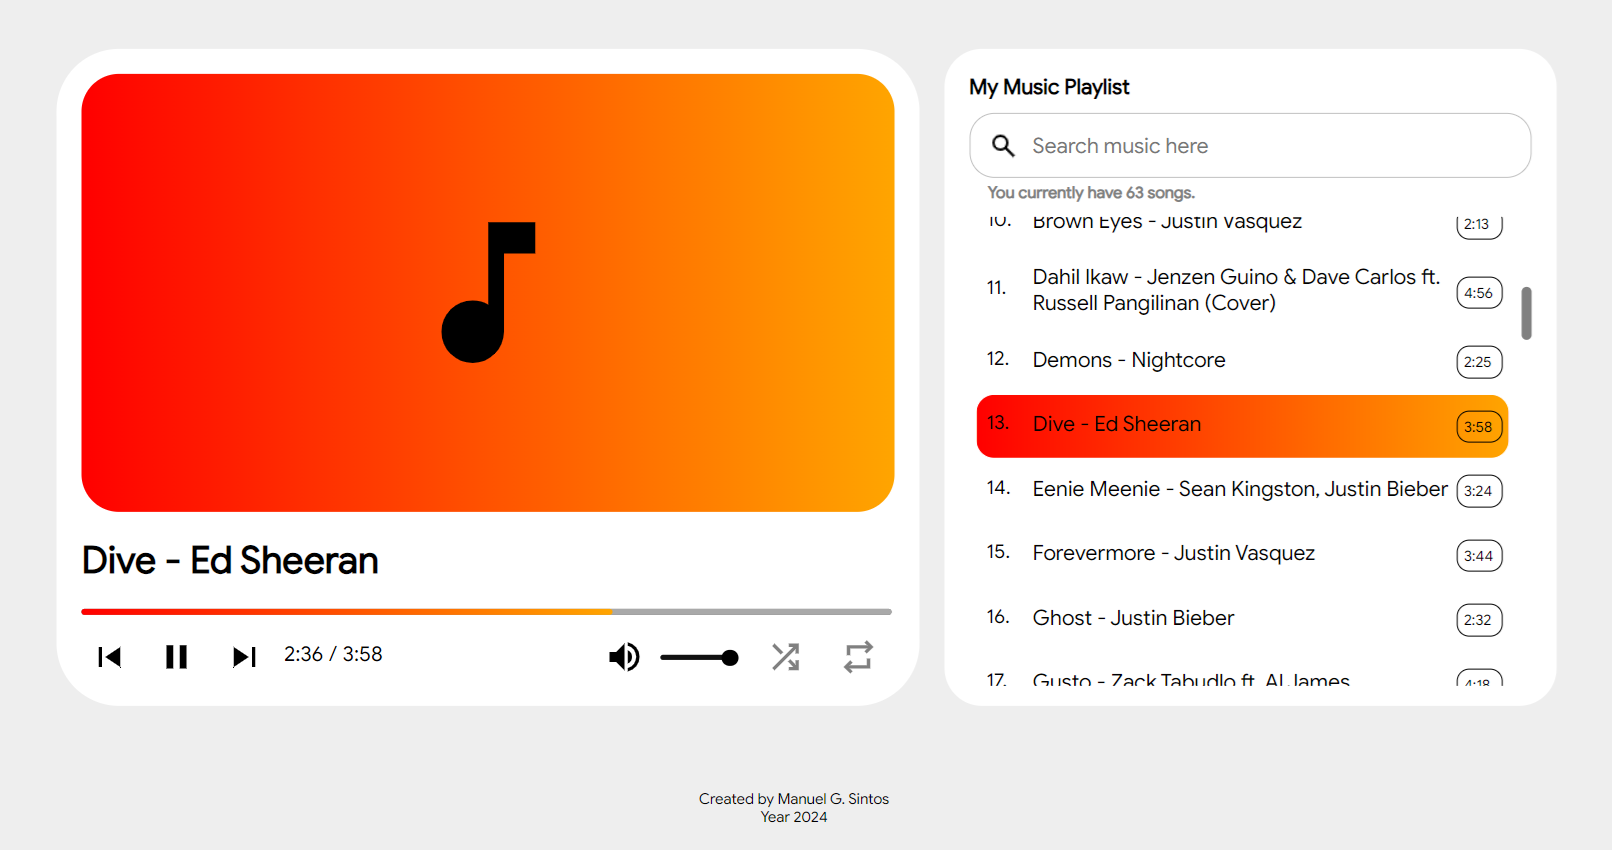 Dive - Ed Sheeran
2:36 / 3:58
My Music Playlist
Search music here
You currently have 63 songs.
10. Brown Eyes - Justin Vasquez 2:13
11. Dahil Ikaw - Jenzen Guino & Dave Carlos ft.
Russell Pangilinan (Cover) 4:56
12. Demons - Nightcore 2:25
13. Dive - Ed Sheeran 3:58
14. Eenie Meenie - Sean Kingston, Justin Bieber 3:24
15. Forevermore - Justin Vasquez 3:44
16. Ghost - Justin Bieber 2:32
17. Gusto - Zack Tabudlo ft. Al James 4:18
Created by Manuel G. Sintos
Year 2024